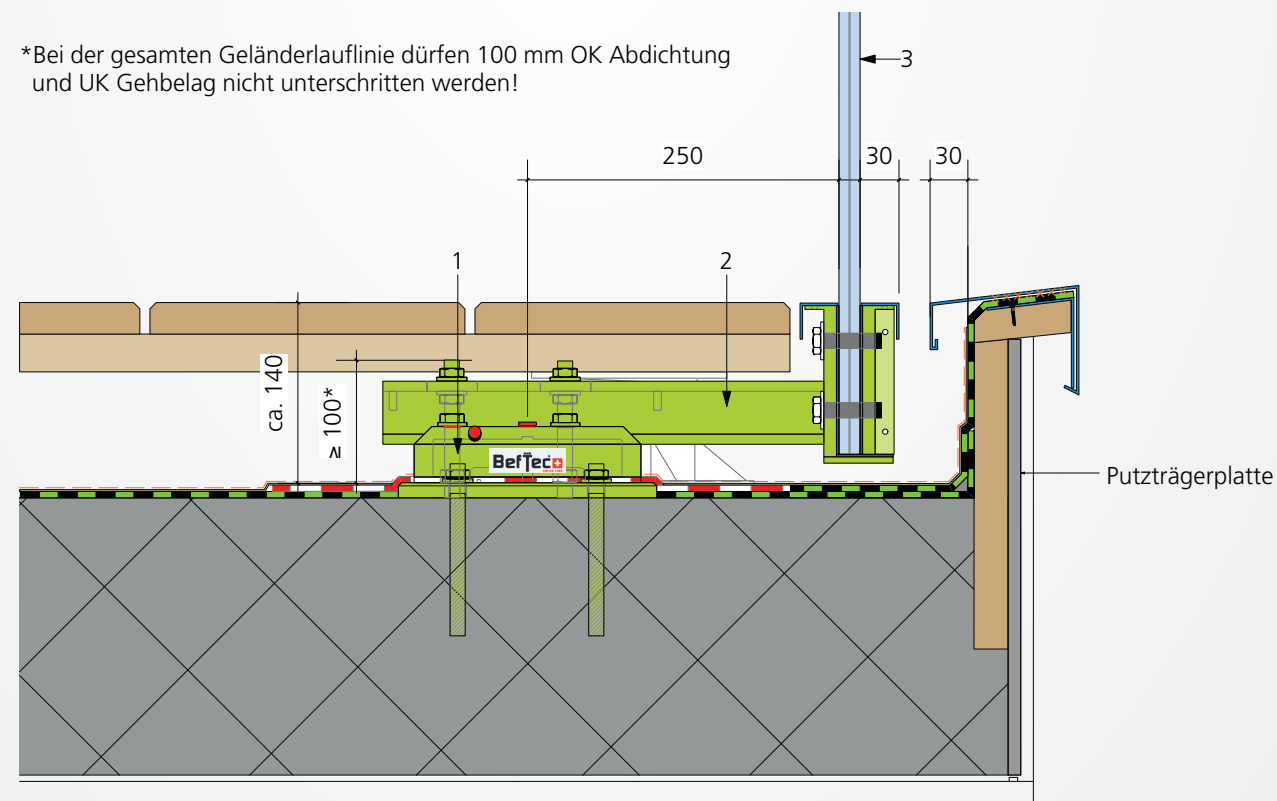 *Bei der gesamten Geländerlauflinie dürfen 100 mm OK Abdichtung
und UK Gehbelag nicht unterschritten werden!
3
250
30
30
1
2
ca. 140
≥ 100*
BefTec
Putzträgerplatte